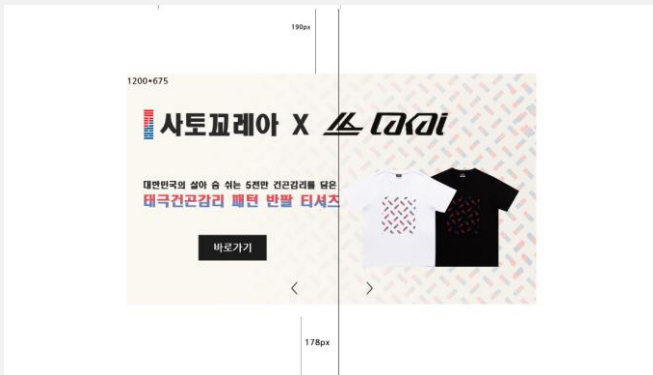 190px
1200*675
사토꼬레아 X LAKAI
대한민국의 살아 숨 쉬는 5천만 건곤감리를 담은
태극건곤감리 패턴 반팔 티셔츠
바로가기
178px